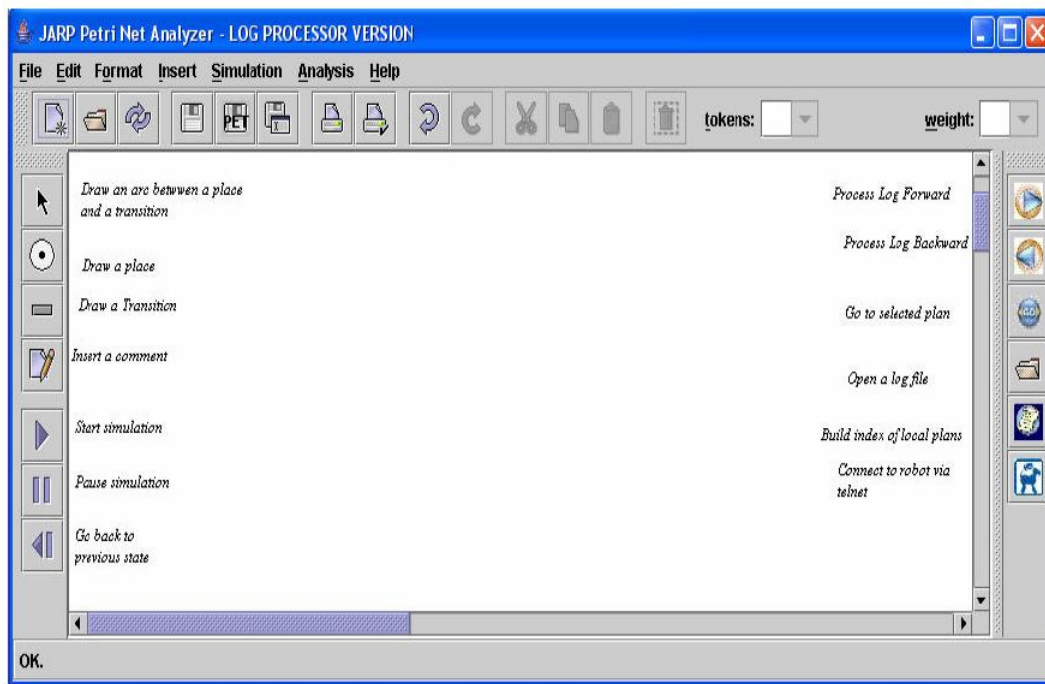 JARP Petri Net Analyzer - LOG PROCESSOR VERSION
File Edit Format Insert Simulation Analysis Help
PET
tokens:
weight:
Draw an arc betwwen a place
and a transition
Draw a place
Draw a Transition
Insert a comment
Start simulation
Pause simulation
Go back to
previous state
Process Log Forward
Process Log Backward
Go to selected plan
GO
Open a log file
Build index of local plans
Connect to robot via
telnet
OK.